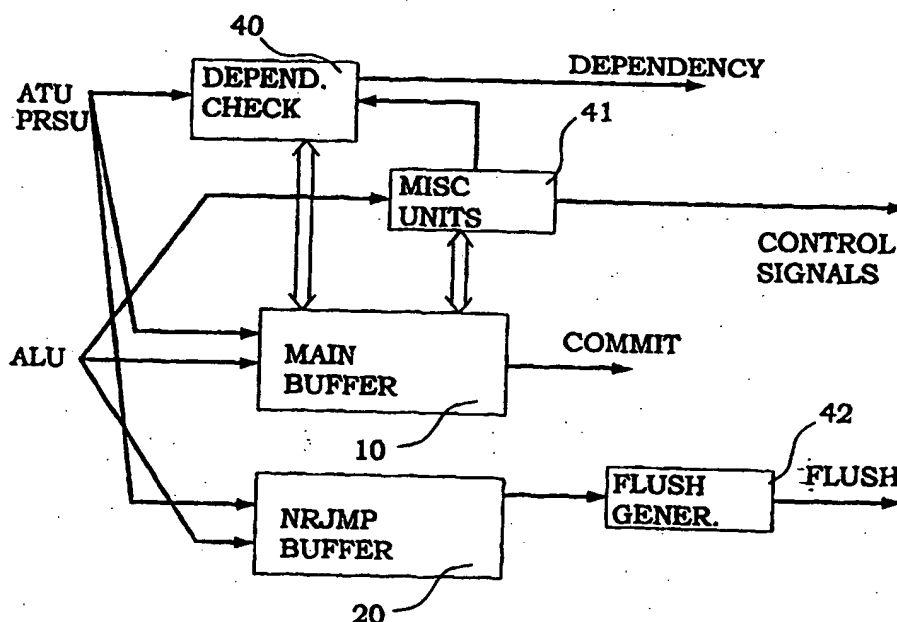 40
DEPEND.
CHECK
DEPENDENCY
ATU
PRSU
41
MISC
UNITS
CONTROL
SIGNALS
ALU
MAIN
BUFFER
COMMIT
10
42
NRJMP
BUFFER
FLUSH
GENER.
FLUSH
20